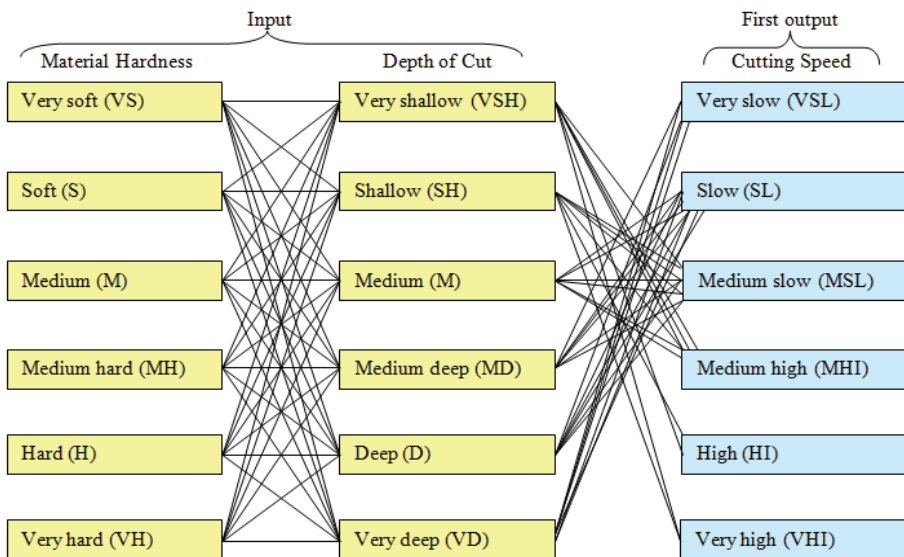 Input
First output
Material Hardness
Depth of Cut
Cutting Speed
Very soft (VS)
Very shallow (VSH)
Very slow (VSL)
Soft (S)
Shallow (SH)
Slow (SL)
Medium (M)
Medium (M)
Medium slow (MSL)
Medium hard (MH)
Medium deep (MD)
Medium high (MHI)
Hard (H)
Deep (D)
High (HI)
Very hard (VH)
Very deep (VD)
Very high (VHI)